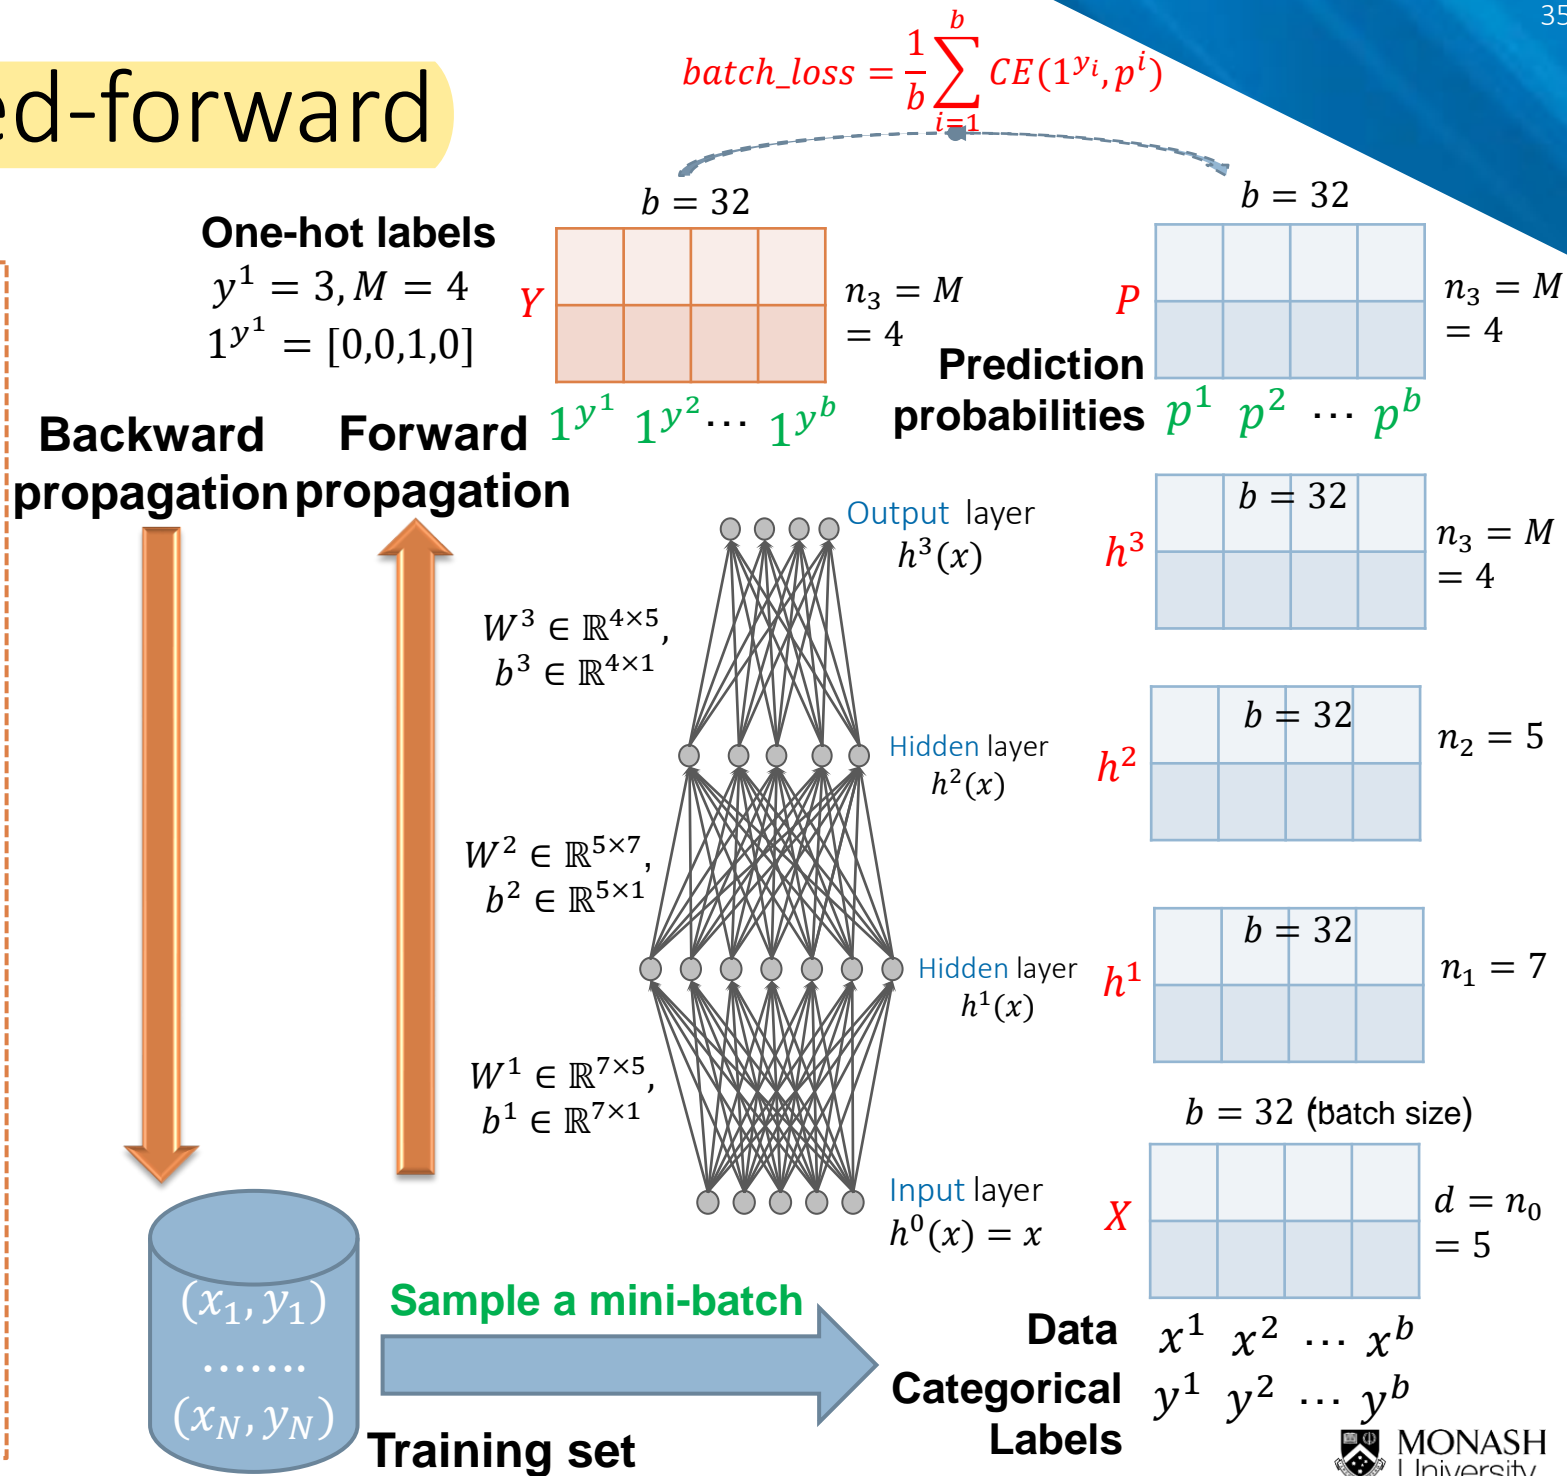 35
batch_loss = \frac{1}{b} \sum_{i=1}^{b} CE(1^{y_i}, p^i)
ed-forward
b = 32
b = 32
One-hot labels
y^1 = 3, M = 4
1^{y^1} = [0,0,1,0]
Y
n_3 = M
= 4
P
n_3 = M
= 4
Prediction
probabilities
1^{y^1} 1^{y^2} ... 1^{y^b}
p^1 p^2 ... p^b
Backward
propagation
Forward
propagation
Output layer
h^3(x)
h^3
b = 32
n_3 = M
= 4
W^3 ∈ ℝ^{4×5},
b^3 ∈ ℝ^{4×1}
Hidden layer
h^2(x)
h^2
b = 32
n_2 = 5
W^2 ∈ ℝ^{5×7},
b^2 ∈ ℝ^{5×1}
Hidden layer
h^1(x)
h^1
b = 32
n_1 = 7
W^1 ∈ ℝ^{7×5},
b^1 ∈ ℝ^{7×1}
b = 32 (batch size)
Input layer
h^0(x) = x
X
d = n_0
= 5
(x_1, y_1)
.......
(x_N, y_N)
Sample a mini-batch
Training set
Data x^1 x^2 ... x^b
Categorical
Labels
y^1 y^2 ... y^b
MONASH
University